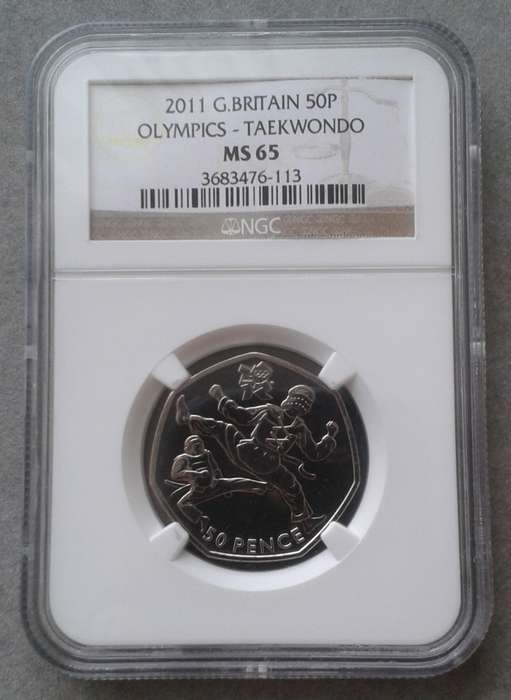 2011 G.BRITAIN 50P
OLYMPICS - TAEKWONDO
MS 65
3683476-113
NGC
50 PENCE